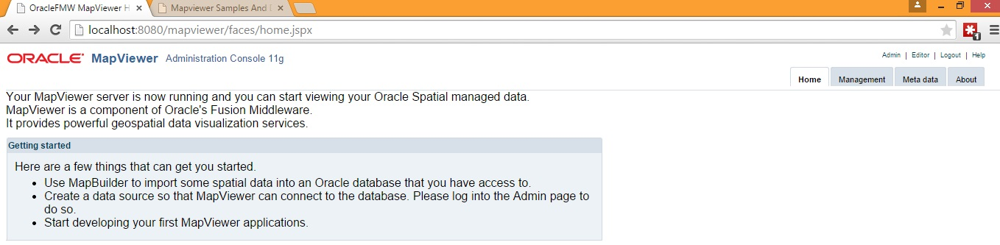 OracleFMW MapViewer H
Mapviewer Samples And D
localhost:8080/mapviewer/faces/home.jspx
1
ORACLE MapViewer Administration Console 11g
Admin | Editor | Logout | Help
Home Management Meta data About
Your MapViewer server is now running and you can start viewing your Oracle Spatial managed data.
MapViewer is a component of Oracle's Fusion Middleware.
It provides powerful geospatial data visualization services.
Getting started
Here are a few things that can get you started.
• Use MapBuilder to import some spatial data into an Oracle database that you have access to.
• Create a data source so that MapViewer can connect to the database. Please log into the Admin page to
do so.
• Start developing your first MapViewer applications.